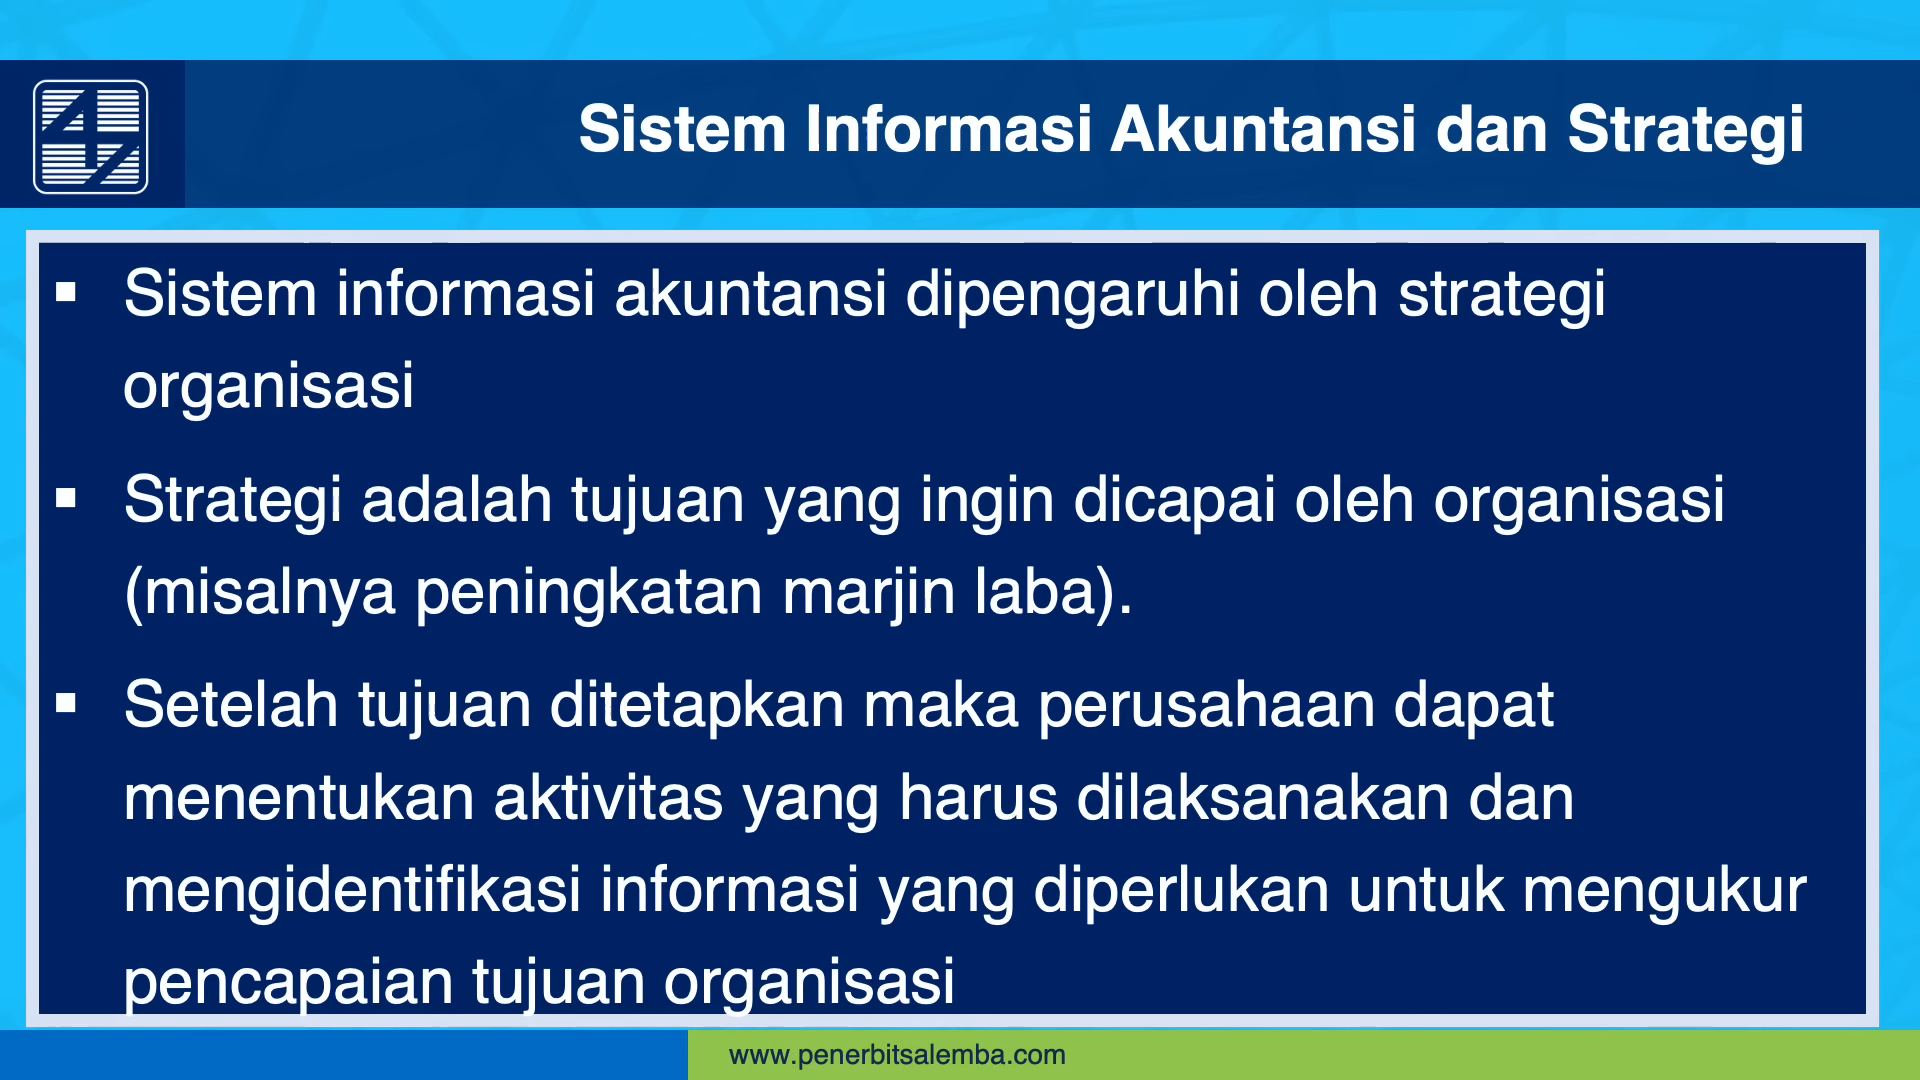 Sistem Informasi Akuntansi dan Strategi
▪ Sistem informasi akuntansi dipengaruhi oleh strategi
organisasi
▪ Strategi adalah tujuan yang ingin dicapai oleh organisasi
(misalnya peningkatan marjin laba).
▪ Setelah tujuan ditetapkan maka perusahaan dapat
menentukan aktivitas yang harus dilaksanakan dan
mengidentifikasi informasi yang diperlukan untuk mengukur
pencapaian tujuan organisasi
www.penerbitsalemba.com